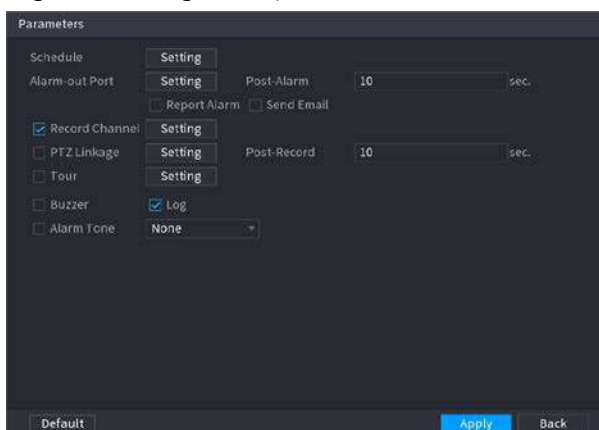 Parameters
Schedule Setting
Alarm-out Port Setting Post-Alarm 10 sec.
Report Alarm Send Email
Record Channel Setting
PTZ Linkage Setting Post-Record 10 sec.
Tour Setting
Buzzer Log
Alarm Tone None
Default Apply Back